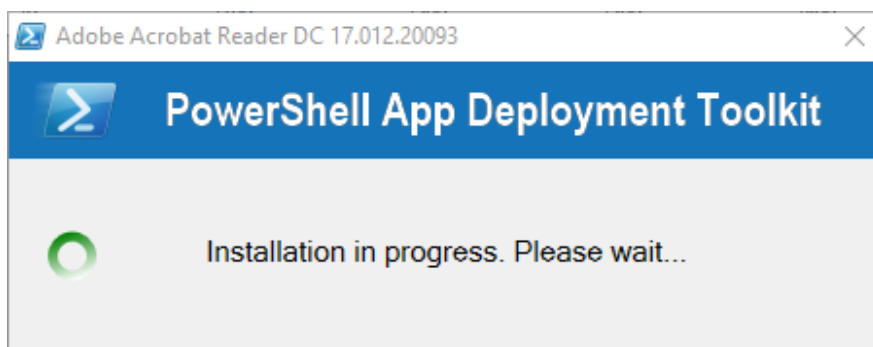 Adobe Acrobat Reader DC 17.012.20093
PowerShell App Deployment Toolkit
Installation in progress. Please wait...